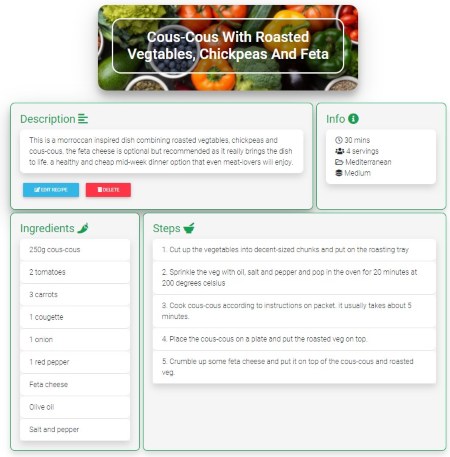 Cous-Cous With Roasted
Vegtables, Chickpeas And Feta
Description
This is a morroccan inspired dish combining roasted vegtables, chickpeas and
cous-cous. the feta cheese is optional but recommended as it really brings the dish
to life. a healthy and cheap mid-week dinner option that even meat-lovers will enjoy.
EDIT RECIPE
DELETE
Info
30 mins
4 servings
Mediterranean
Medium
Ingredients
250g cous-cous
2 tomatoes
3 carrots
1 cougette
1 onion
1 red pepper
Feta cheese
Olive oil
Salt and pepper
Steps
1. Cut up the vegetables into decent-sized chunks and put on the roasting tray
2. Sprinkle the veg with oil, salt and pepper and pop in the oven for 20 minutes at
200 degrees celsius
3. Cook cous-cous according to instructions on packet. It usually takes about 5
minutes.
4. Place the cous-cous on a plate and put the roasted veg on top.
5. Crumble up some feta cheese and put it on top of the cous-cous and roasted
veg.